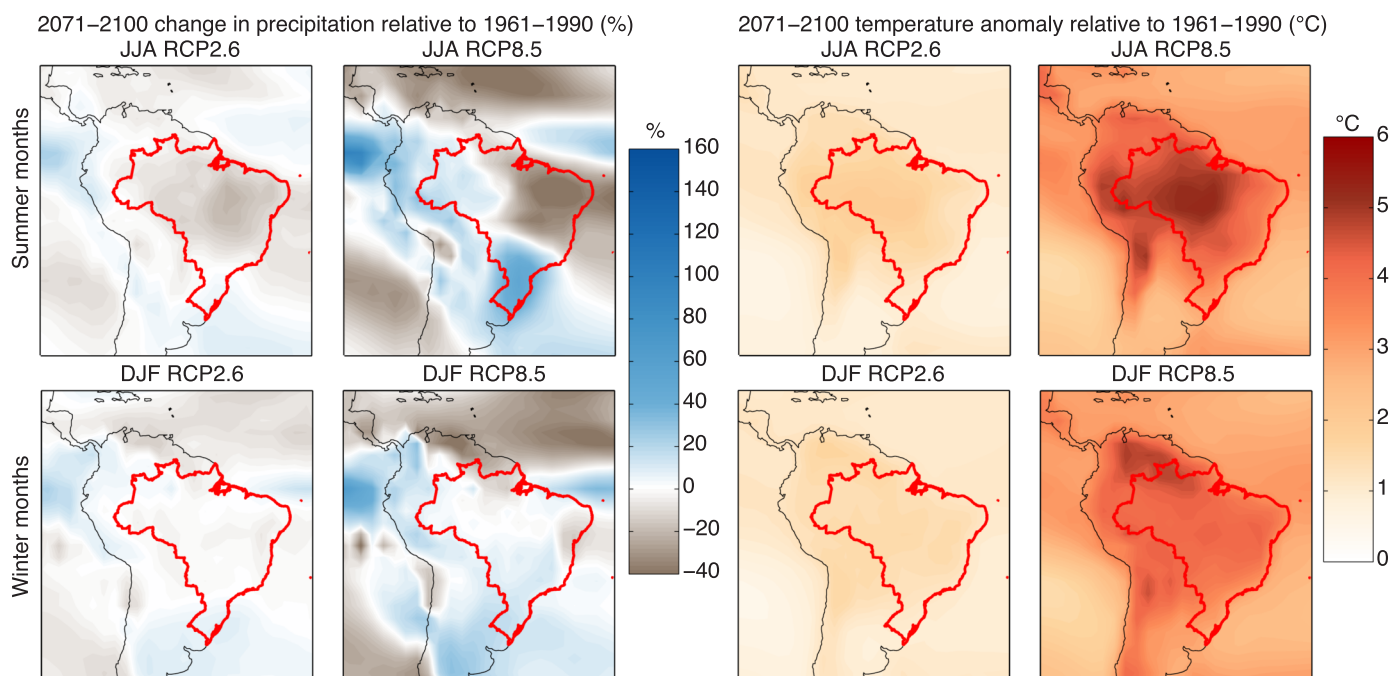 2071−2100 change in precipitation relative to 1961−1990 (%)
JJA RCP2.6
JJA RCP8.5
2071−2100 temperature anomaly relative to 1961−1990 (°C)
JJA RCP2.6
JJA RCP8.5
Summer months
%
160
140
120
100
80
60
40
20
0
−20
−40
°C
6
5
4
3
2
1
0
DJF RCP2.6
DJF RCP8.5
DJF RCP2.6
DJF RCP8.5
Winter months